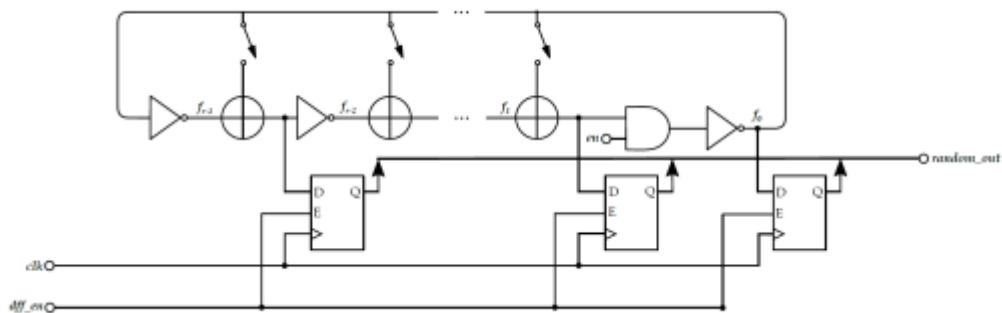 ...
f_{r-1} f_{r-2} ... f_1 f_0
en
random_out
D Q D Q D Q
E E E
clk
dff_en